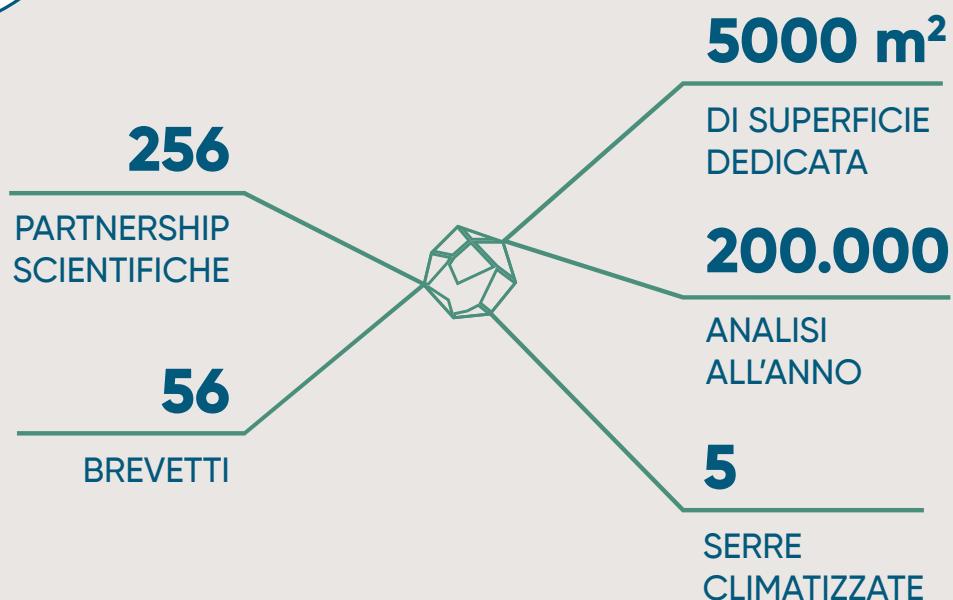 256
PARTNERSHIP
SCIENTIFICHE
56
BREVETTI
5000 m²
DI SUPERFICIE
DEDICATA
200.000
ANALISI
ALL'ANNO
5
SERRE
CLIMATIZZATE